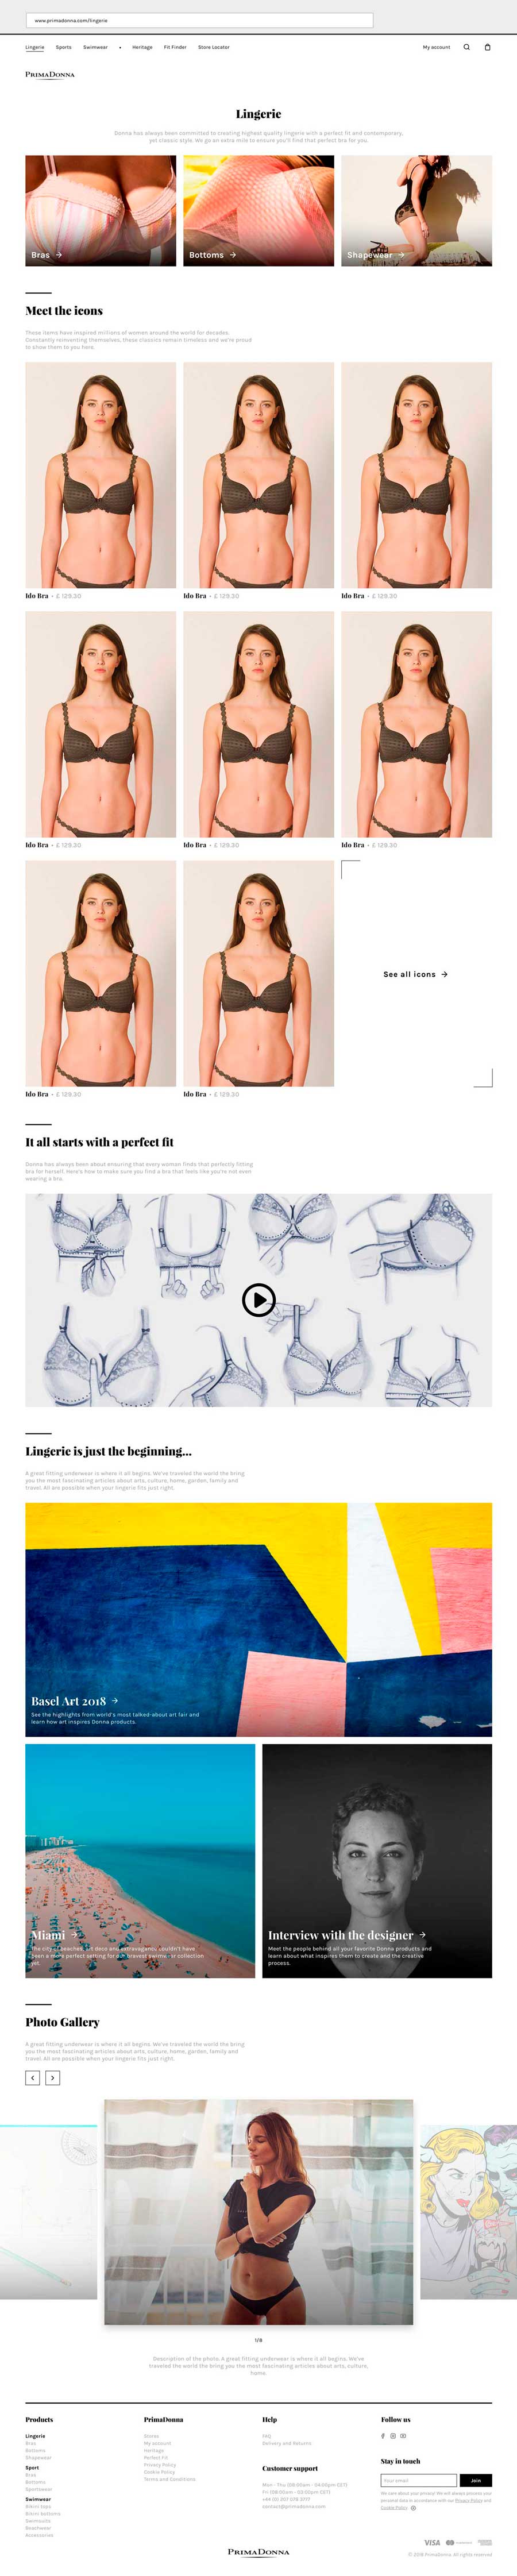 www.primadonna.com/lingerie
Lingerie Sports Swimwear • Heritage Fit Finder Store Locator My account
PRIMADONNA
Lingerie
Donna has always been committed to creating highest quality lingerie with a perfect fit and contemporary,
yet classic style. We go an extra mile to ensure you'll find that perfect bra for you.
Bras → Bottoms → Shapewear →
Meet the icons
These items have inspired millions of women around the world for decades.
Constantly reinventing themselves, these classics remain timeless and we're proud
to show them to you here.
Ido Bra • £ 129.30 Ido Bra • £ 129.30 Ido Bra • £ 129.30
Ido Bra • £ 129.30 Ido Bra • £ 129.30 Ido Bra • £ 129.30
See all icons →
Ido Bra • £ 129.30 Ido Bra • £ 129.30
It all starts with a perfect fit
Donna has always been about ensuring that every woman finds that perfectly fitting
bra for herself. Here's how to make sure you find a bra that feels like you're not even
wearing a bra.
Lingerie is just the beginning...
A great fitting underwear is where it all begins. We've traveled the world the bring
you the most fascinating articles about arts, culture, home, garden, family and
travel. All are possible when your lingerie fits just right.
Basel Art 2018 →
See the highlights from world's most talked-about art fair and
learn how art inspires Donna products.
Miami →
The city of beaches, art deco and extravagance couldn't have
been a more perfect setting for our bravest swimwear collection
yet.
Interview with the designer →
Meet the people behind all your favorite Donna products and
learn about what inspires them to create and the creative
process.
Photo Gallery
A great fitting underwear is where it all begins. We've traveled the world the bring
you the most fascinating articles about arts, culture, home, garden, family and
travel. All are possible when your lingerie fits just right.
1/8
Description of the photo. A great fitting underwear is where it all begins. We've
traveled the world the bring you the most fascinating articles about arts, culture,
home.
Products
Lingerie
Bras
Bottoms
Shapewear
Sport
Bras
Bottoms
Sportswear
Swimwear
Bikini tops
Bikini bottoms
Swimsuits
Beachwear
Accessories
PrimaDonna
Stores
My account
Heritage
Perfect Fit
Privacy Policy
Cookie Policy
Terms and Conditions
Help
FAQ
Delivery and Returns
Customer support
contact@primadonna.com
Follow us
Stay in touch
Your email Join
We care about your privacy! We will always process your
personal data in accordance with our Privacy Policy and
Cookie Policy.
PRIMADONNA
VISA
© 2018 Primadonna. All rights reserved